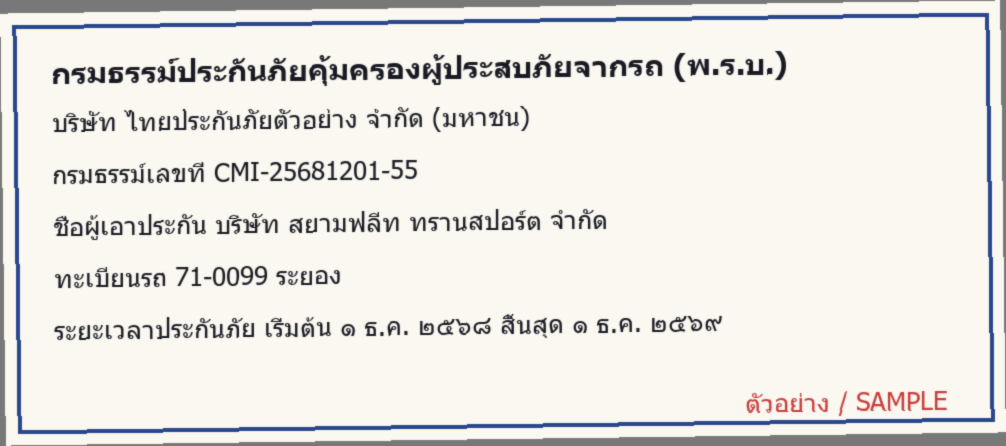 กรมธรรม์ประกันภัยคุ้มครองผู้ประสบภัยจากรถ (พ.ร.บ.)
บริษัท ไทยประกันภัยตัวอย่าง จำกัด (มหาชน)
กรมธรรม์เลขที่ CMI-25681201-55
ชื่อผู้เอาประกัน บริษัท สยามฟลีท ทรานสปอร์ต จำกัด
ทะเบียนรถ 71-0099 ระยอง
ระยะเวลาประกันภัย เริ่มต้น ๑ ธ.ค. ๒๕๖๘ สิ้นสุด ๑ ธ.ค. ๒๕๖๙
ตัวอย่าง / SAMPLE